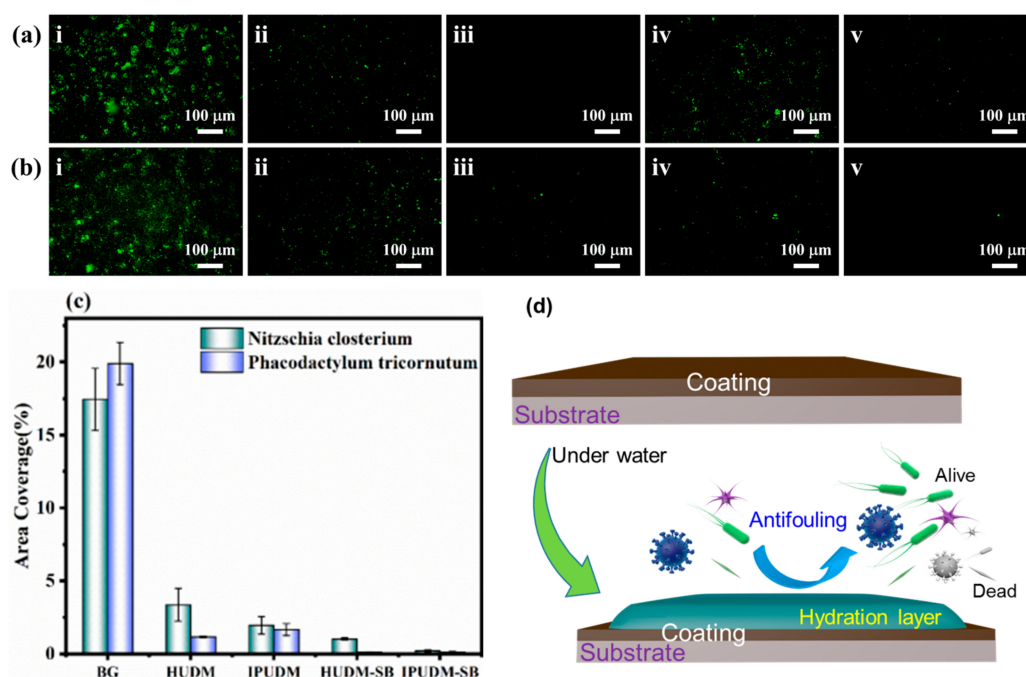 (a) i ii iii iv v
100 μm 100 μm 100 μm 100 μm 100 μm
(b) i ii iii iv v
100 μm 100 μm 100 μm 100 μm 100 μm
(c)
Nitzschia closterium
Phacodactylum tricornutum
Area Coverage(%)
20
15
10
5
0
BG HUDM IPUDM HUDM-SB IPUDM-SB
(d)
Coating
Substrate
Under water
Alive
Antifouling
Dead
Hydration layer
Coating
Substrate